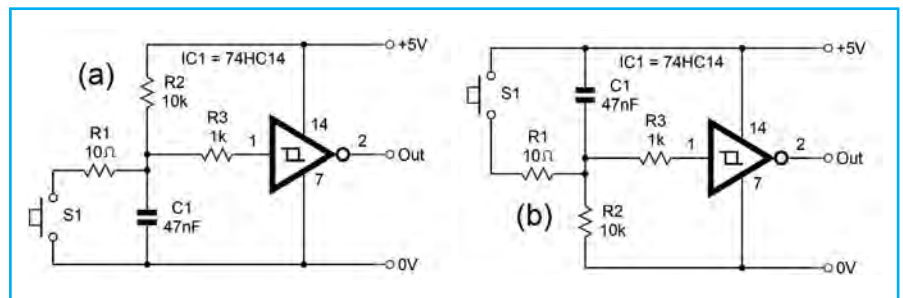 (a)
IC1 = 74HC14
+5V
R2
10k
R3
1k
R1
10Ω
1
14
2
Out
7
S1
C1
47nF
0V
(b)
IC1 = 74HC14
+5V
S1
C1
47nF
R3
1k
R1
10Ω
1
14
2
Out
7
R2
10k
0V